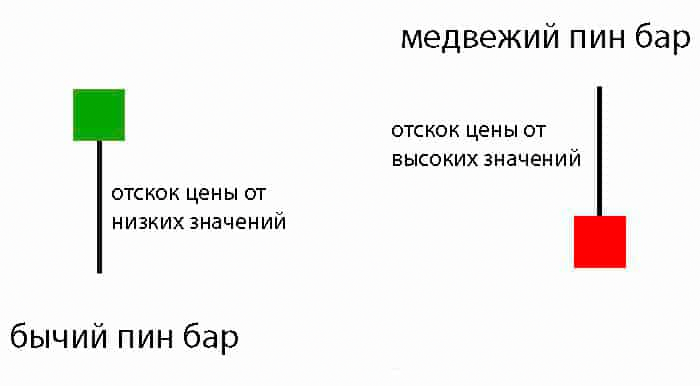 медвежий пин бар
отскок цены от
высоких значений
отскок цены от
низких значений
бычий пин бар